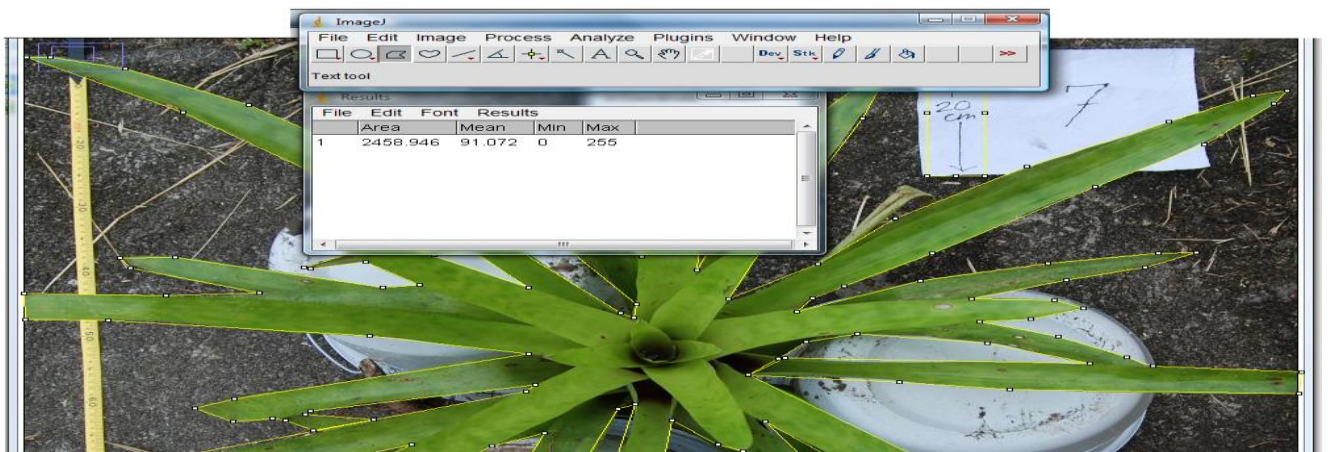 ImageJ
File Edit Image Process Analyze Plugins Window Help
Dev Stk >>
Text tool
Results
File Edit Font Results
Area Mean Min Max
1 2458.946 91.072 0 255
20 7
cm
20
30
40
50
60